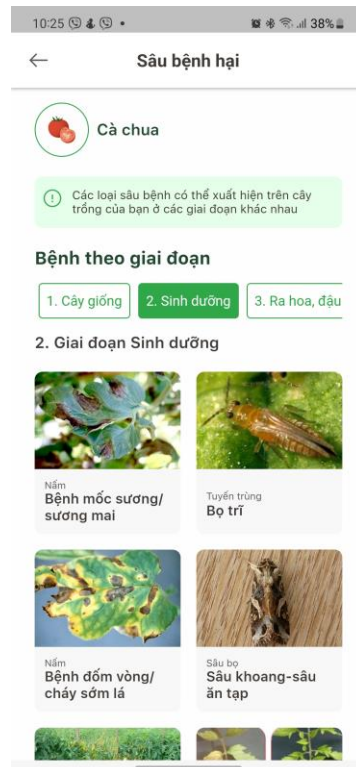 10:25
38%
Sâu bệnh hại
Cà chua
Các loại sâu bệnh có thể xuất hiện trên cây
trồng của bạn ở các giai đoạn khác nhau
Bệnh theo giai đoạn
1. Cây giống
2. Sinh dưỡng
3. Ra hoa, đậu
2. Giai đoạn Sinh dưỡng
Nấm
Bệnh mốc sương/
sương mai
Tuyến trùng
Bọ trĩ
Nấm
Bệnh đốm vòng/
cháy sớm lá
Sâu bọ
Sâu khoang-sâu
ăn tạp